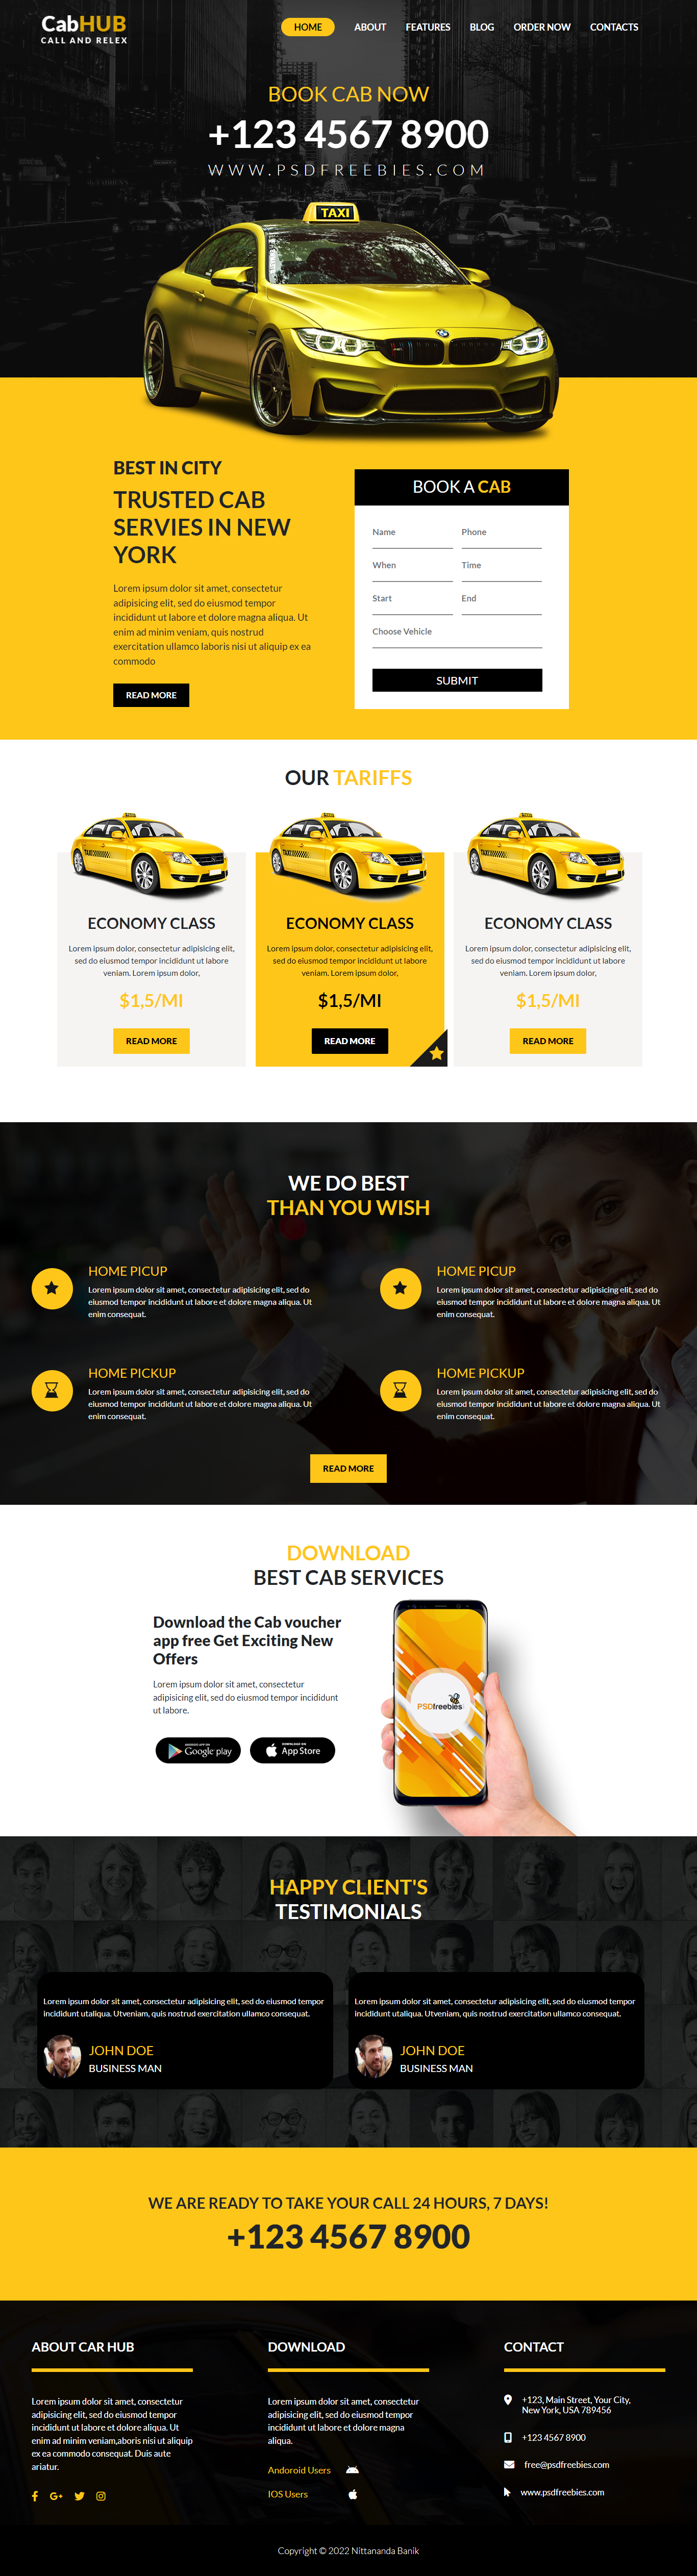 CabHUB
CALL AND RELEX
HOME ABOUT FEATURES BLOG ORDER NOW CONTACTS
BOOK CAB NOW
+123 4567 8900
WWW.PSDFREEBIES.COM
TAXI
BEST IN CITY
TRUSTED CAB
SERVIES IN NEW
YORK
Lorem ipsum dolor sit amet, consectetur
adipisicing elit, sed do eiusmod tempor
incididunt ut labore et dolore magna aliqua. Ut
enim ad minim veniam, quis nostrud
exercitation ullamco laboris nisi ut aliquip ex ea
commodo
READ MORE
BOOK A CAB
Name Phone
When Time
Start End
Choose Vehicle
SUBMIT
OUR TARIFFS
TAXI
ECONOMY CLASS
Lorem ipsum dolor, consectetur adipisicing elit,
sed do eiusmod tempor incididunt ut labore
veniam. Lorem ipsum dolor,
$1,5/MI
READ MORE
TAXI
ECONOMY CLASS
Lorem ipsum dolor, consectetur adipisicing elit,
sed do eiusmod tempor incididunt ut labore
veniam. Lorem ipsum dolor,
$1,5/MI
READ MORE
TAXI
ECONOMY CLASS
Lorem ipsum dolor, consectetur adipisicing elit,
sed do eiusmod tempor incididunt ut labore
veniam. Lorem ipsum dolor,
$1,5/MI
READ MORE
WE DO BEST
THAN YOU WISH
HOME PICUP
Lorem ipsum dolor sit amet, consectetur adipisicing elit, sed do
eiusmod tempor incididunt ut labore et dolore magna aliqua. Ut
enim consequat.
HOME PICUP
Lorem ipsum dolor sit amet, consectetur adipisicing elit, sed do
eiusmod tempor incididunt ut labore et dolore magna aliqua. Ut
enim consequat.
HOME PICKUP
Lorem ipsum dolor sit amet, consectetur adipisicing elit, sed do
eiusmod tempor incididunt ut labore et dolore magna aliqua. Ut
enim consequat.
HOME PICKUP
Lorem ipsum dolor sit amet, consectetur adipisicing elit, sed do
eiusmod tempor incididunt ut labore et dolore magna aliqua. Ut
enim consequat.
READ MORE
DOWNLOAD
BEST CAB SERVICES
Download the Cab voucher
app free Get Exciting New
Offers
Lorem ipsum dolor sit amet, consectetur
adipisicing elit, sed do eiusmod tempor incididunt
ut labore.
ANDROID APP ON
Google play
DOWNLOAD ON
App Store
PSDfreebies
HAPPY CLIENT'S
TESTIMONIALS
Lorem ipsum dolor sit amet, consectetur adipisicing elit, sed do eiusmod tempor
incididunt utaliqua. Utveniam, quis nostrud exercitation ullamco consequat.
JOHN DOE
BUSINESS MAN
Lorem ipsum dolor sit amet, consectetur adipisicing elit, sed do eiusmod tempor
incididunt utaliqua. Utveniam, quis nostrud exercitation ullamco consequat.
JOHN DOE
BUSINESS MAN
WE ARE READY TO TAKE YOUR CALL 24 HOURS, 7 DAYS!
+123 4567 8900
ABOUT CAR HUB
Lorem ipsum dolor sit amet, consectetur
adipisicing elit, sed do eiusmod tempor
incididunt ut labore et dolore aliqua. Ut
enim ad minim veniam,aboris nisi ut aliquip
ex ea commodo consequat. Duis aute
ariatur.
DOWNLOAD
Lorem ipsum dolor sit amet, consectetur
adipisicing elit, sed do eiusmod tempor
incididunt ut labore et dolore magna
aliqua.
Andoroid Users
IOS Users
CONTACT
+123, Main Street, Your City,
New York, USA 789456
+123 4567 8900
free@psdfreebies.com
www.psdfreebies.com
Copyright © 2022 Nittananda Banik